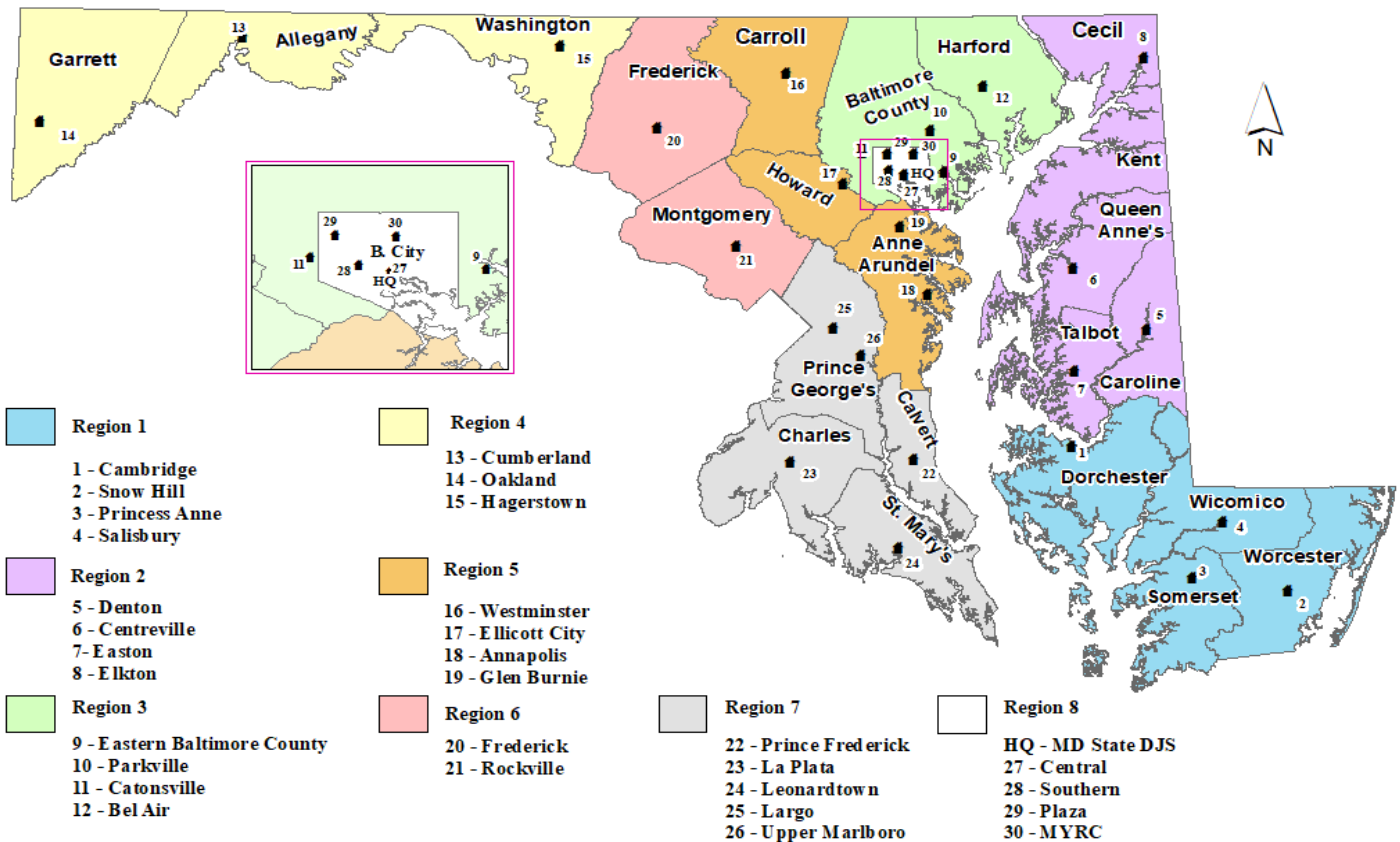 Garrett
14
13
Allegany
Washington
15
Frederick
20
Carroll
16
Baltimore
County
Harford
12
10
Cecil
8
N
11
29
30
9
28
HQ
27
Howard
17
Montgomery
21
19
Anne
Arundel
18
Kent
Queen
Anne's
6
5
Talbot
7
Caroline
29
30
B. City
11
28
27
HQ
9
25
26
Prince
George's
Calvert
22
Charles
23
St. Mary's
24
1
Dorchester
Wicomico
4
Worcester
2
3
Somerset
Region 1
1 - Cambridge
2 - Snow Hill
3 - Princess Anne
4 - Salisbury
Region 2
5 - Denton
6 - Centreville
7- Easton
8 - Elkton
Region 3
9 - Eastern Baltimore County
10 - Parkville
11 - Catonsville
12 - Bel Air
Region 4
13 - Cumberland
14 - Oakland
15 - Hagerstown
Region 5
16 - Westminster
17 - Ellicott City
18 - Annapolis
19 - Glen Burnie
Region 6
20 - Frederick
21 - Rockville
Region 7
22 - Prince Frederick
23 - La Plata
24 - Leonardtown
25 - Largo
26 - Upper Marlboro
Region 8
HQ - MD State DJS
27 - Central
28 - Southern
29 - Plaza
30 - MYRC